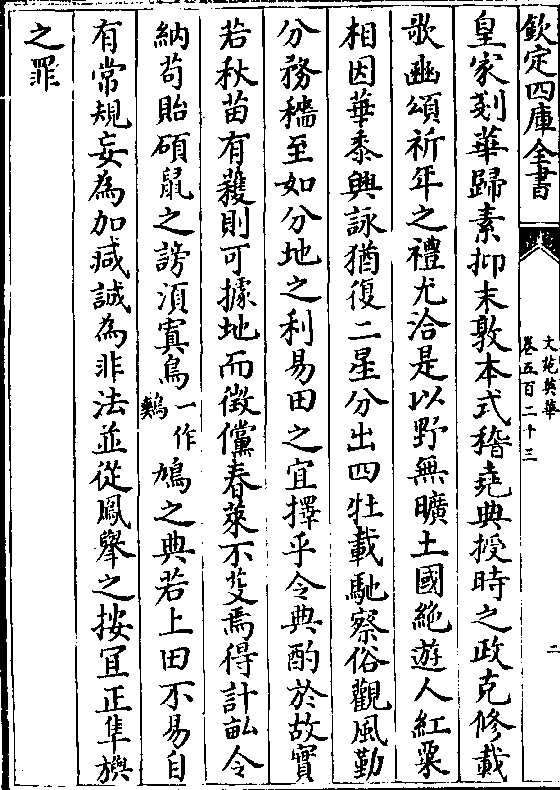 欽定四庫全書
文苑英華
卷五百二十三
二
皇家刻華歸素抑末敦本式稽堯典授時之政克修載
歌豳頌祈年之禮尤洽是以野無曠土國絶遊人紅粟
相因華黍興詠猶復二星分出四牡載馳察俗觀風勤
分務穡至如分地之利易田之宜擇乎令典酌於故實
若秋苗有䕶則可據地而徴儻春萊不芟焉得計畝令
納苟貽碩䑕之謗湏寘鳥一作鷞鳩之典若上田不易自
有常規妄為加減誠為非法並從鳳舉之按冝正隼旟
之罪